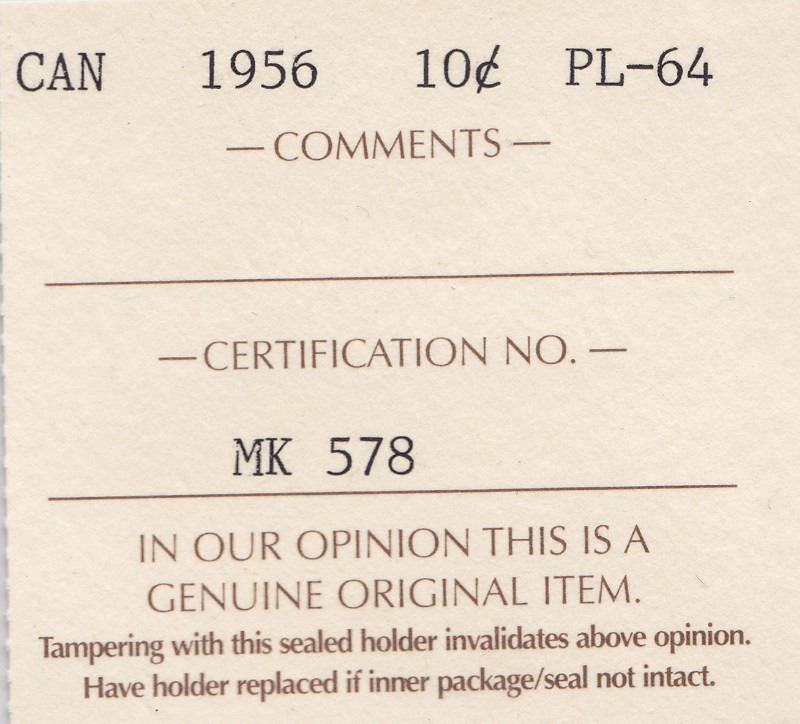 CAN 1956 10¢ PL-64
— COMMENTS —
— CERTIFICATION NO. —
MK 578
IN OUR OPINION THIS IS A
GENUINE ORIGINAL ITEM.
Tampering with this sealed holder invalidates above opinion.
Have holder replaced if inner package/seal not intact.